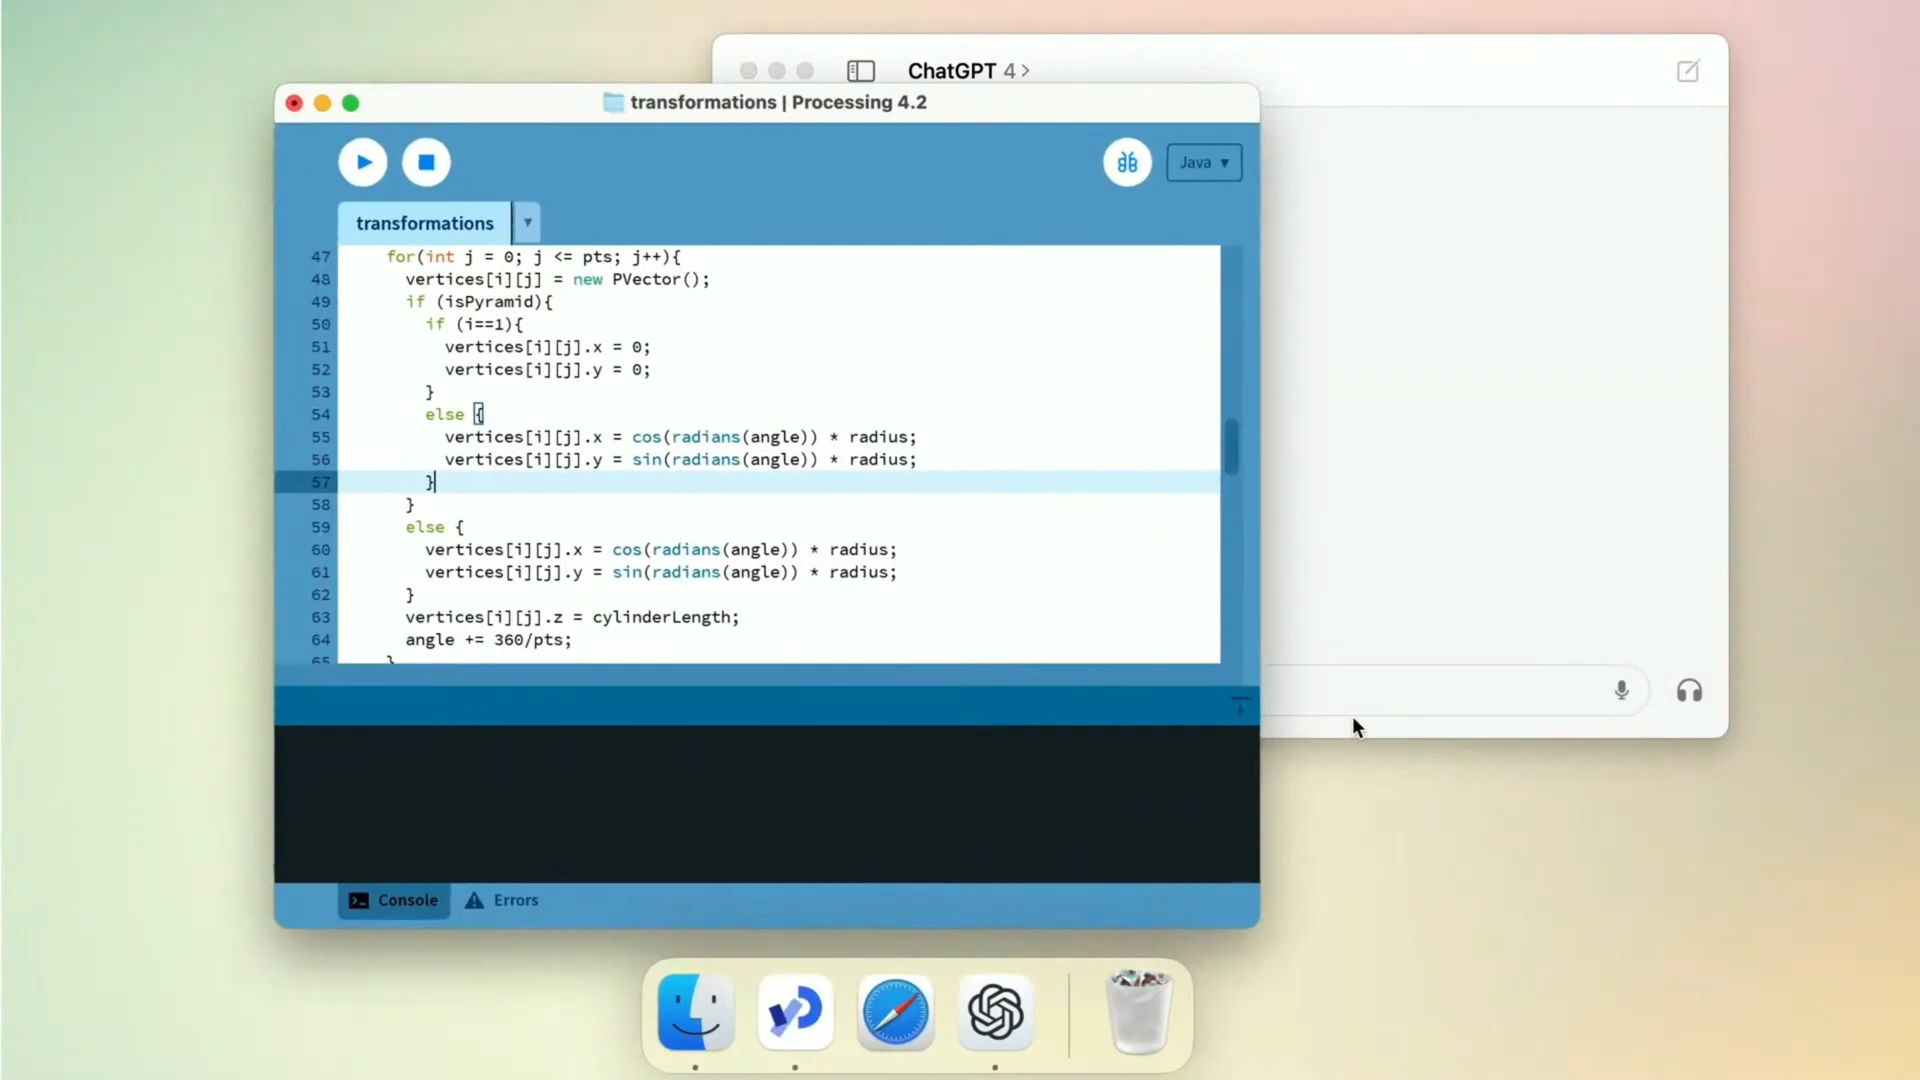 ChatGPT 4 >
transformations | Processing 4.2
Java ▾
transformations
47 for(int j = 0; j <= pts; j++){
48 vertices[i][j] = new PVector();
49 if (isPyramid){
50 if (i==1){
51 vertices[i][j].x = 0;
52 vertices[i][j].y = 0;
53 }
54 else {
55 vertices[i][j].x = cos(radians(angle)) * radius;
56 vertices[i][j].y = sin(radians(angle)) * radius;
57 }
58 }
59 else {
60 vertices[i][j].x = cos(radians(angle)) * radius;
61 vertices[i][j].y = sin(radians(angle)) * radius;
62 }
63 vertices[i][j].z = cylinderLength;
64 angle += 360/pts;
65 }
Console
Errors